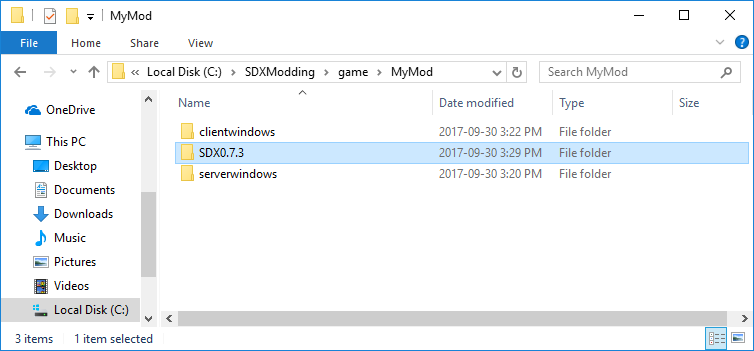 MyMod
File Home Share View
« Local Disk (C:) > SDXModding > game > MyMod Search MyMod
Name Date modified Type Size
OneDrive
This PC
Desktop
Documents
Downloads
Music
Pictures
Videos
Local Disk (C:)
clientwindows 2017-09-30 3:22 PM File folder
SDX0.7.3 2017-09-30 3:29 PM File folder
serverwindows 2017-09-30 3:20 PM File folder
3 items 1 item selected